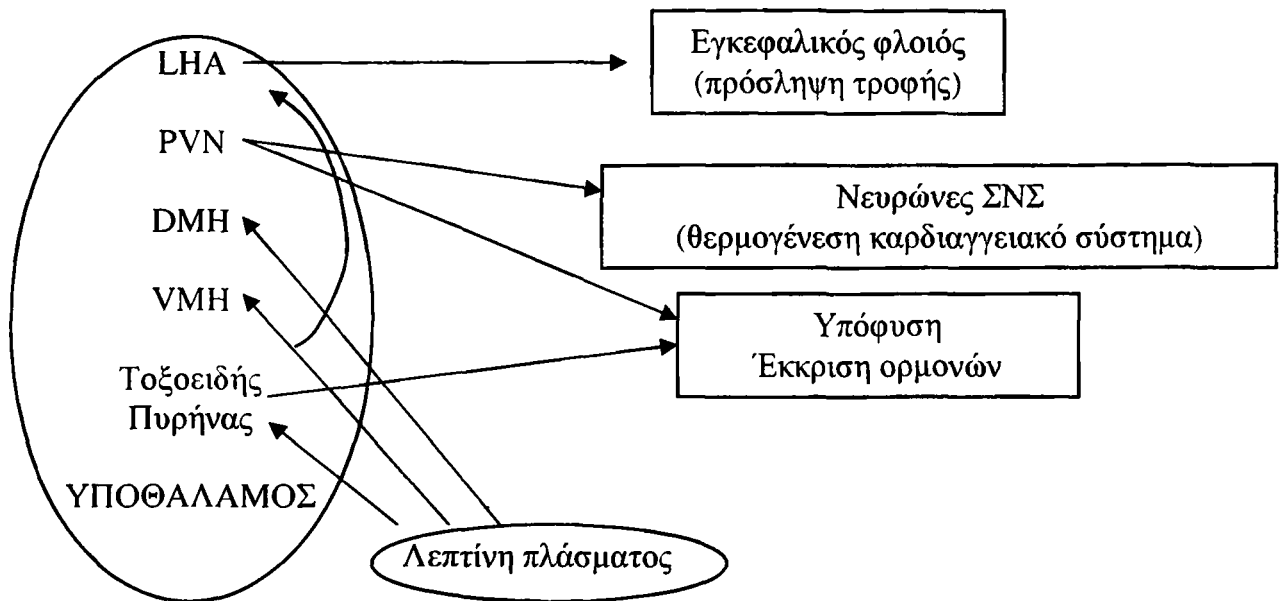 LHA
PVN
DMH
VMH
Τοξοειδής
Πυρήνας
ΥΠΟΘΑΛΑΜΟΣ
Εγκεφαλικός φλοιός
(πρόσληψη τροφής)
Νευρώνες ΣΝΣ
(θερμογένεση καρδιαγγειακό σύστημα)
Υπόφυση
Έκκριση ορμονών
Λεπτίνη πλάσματος